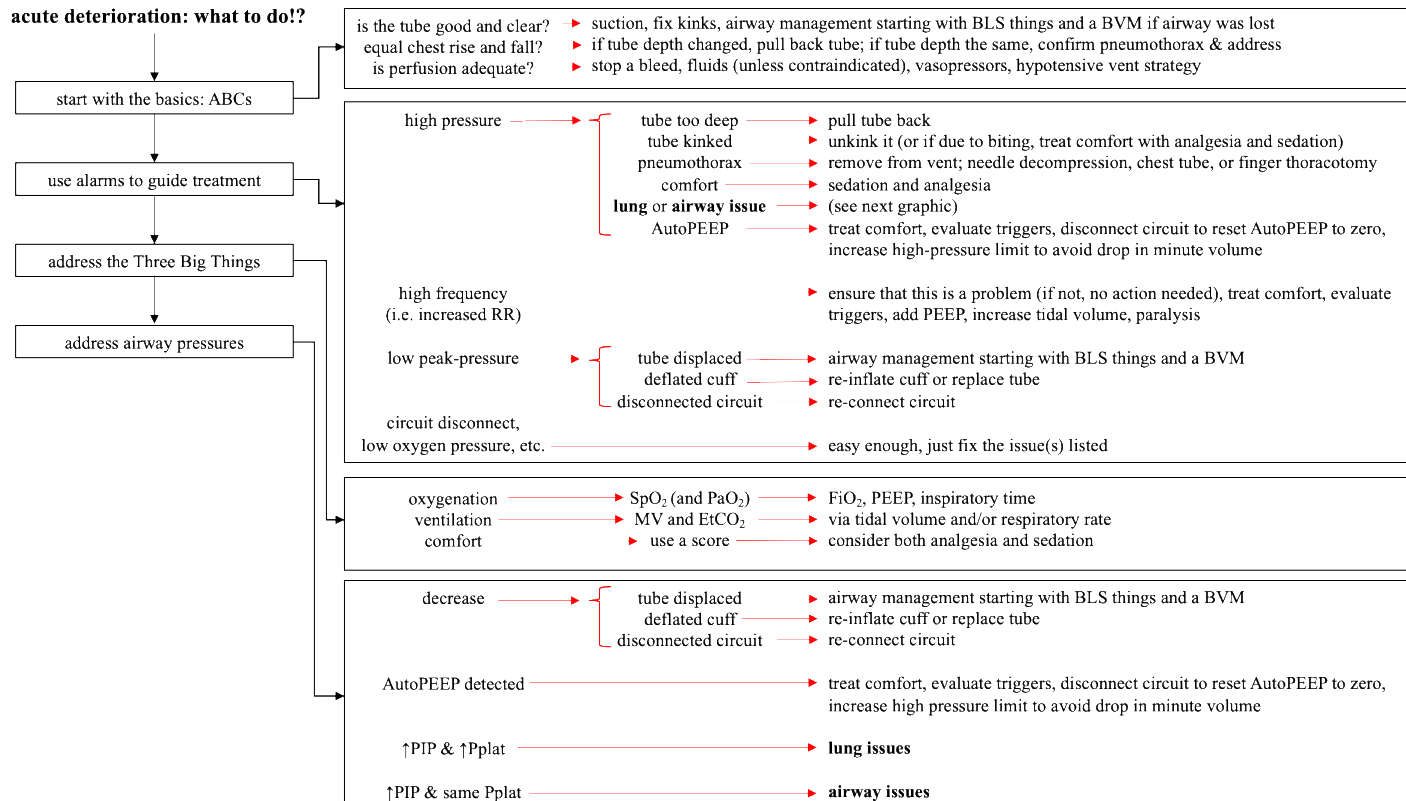 acute deterioration: what to do!?
start with the basics: ABCs
use alarms to guide treatment
address the Three Big Things
address airway pressures
is the tube good and clear? suction, fix kinks, airway management starting with BLS things and a BVM if airway was lost
equal chest rise and fall? if tube depth changed, pull back tube; if tube depth the same, confirm pneumothorax & address
is perfusion adequate? stop a bleed, fluids (unless contraindicated), vasopressors, hypotensive vent strategy
high pressure tube too deep pull tube back
tube kinked unkink it (or if due to biting, treat comfort with analgesia and sedation)
pneumothorax remove from vent; needle decompression, chest tube, or finger thoracotomy
comfort sedation and analgesia
lung or airway issue (see next graphic)
AutoPEEP treat comfort, evaluate triggers, disconnect circuit to reset AutoPEEP to zero,
increase high-pressure limit to avoid drop in minute volume
high frequency ensure that this is a problem (if not, no action needed), treat comfort, evaluate
(i.e. increased RR) triggers, add PEEP, increase tidal volume, paralysis
low peak-pressure tube displaced airway management starting with BLS things and a BVM
deflated cuff re-inflate cuff or replace tube
disconnected circuit re-connect circuit
circuit disconnect,
low oxygen pressure, etc. easy enough, just fix the issue(s) listed
oxygenation SpO₂ (and PaO₂) FiO₂, PEEP, inspiratory time
ventilation MV and EtCO₂ via tidal volume and/or respiratory rate
comfort use a score consider both analgesia and sedation
decrease tube displaced airway management starting with BLS things and a BVM
deflated cuff re-inflate cuff or replace tube
disconnected circuit re-connect circuit
AutoPEEP detected treat comfort, evaluate triggers, disconnect circuit to reset AutoPEEP to zero,
increase high pressure limit to avoid drop in minute volume
↑PIP & ↑Pplat lung issues
↑PIP & same Pplat airway issues